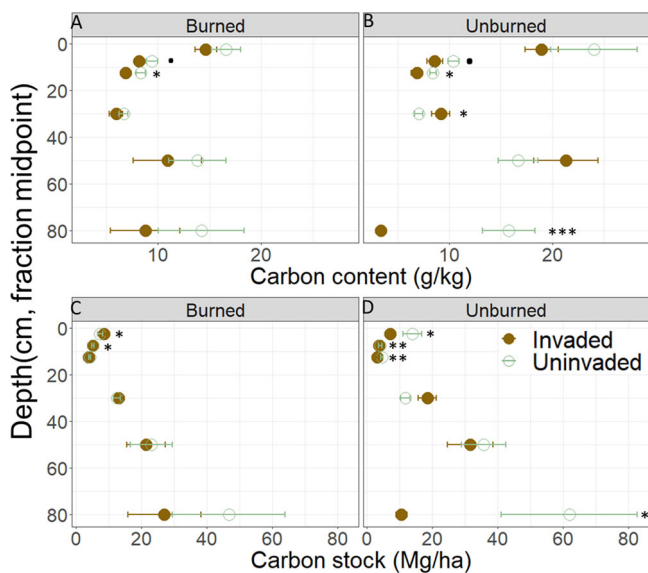 A Burned B Unburned
0 * *
20
40 *
60
80 ***
10 20 10 20
Carbon content (g/kg)
Depth(cm, fraction midpoint)
C Burned D Unburned
0 * *
* **
**
20 Invaded
Uninvaded
40
60
80 *
0 20 40 60 80 0 20 40 60 80
Carbon stock (Mg/ha)